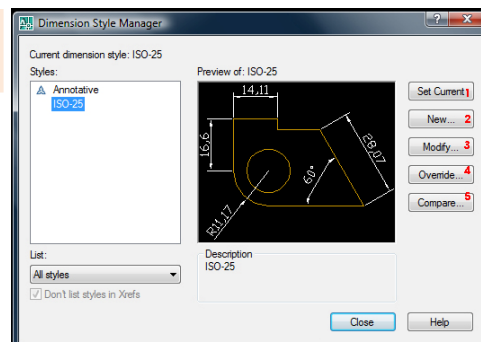 Dimension Style Manager
Current dimension style: ISO-25
Styles:
Annotative
ISO-25
Preview of: ISO-25
14,11
16,6
28,07
60°
R11,17
Set Current 1
New... 2
Modify... 3
Override... 4
Compare... 5
List:
All styles
Don't list styles in Xrefs
Description
ISO-25
Close
Help